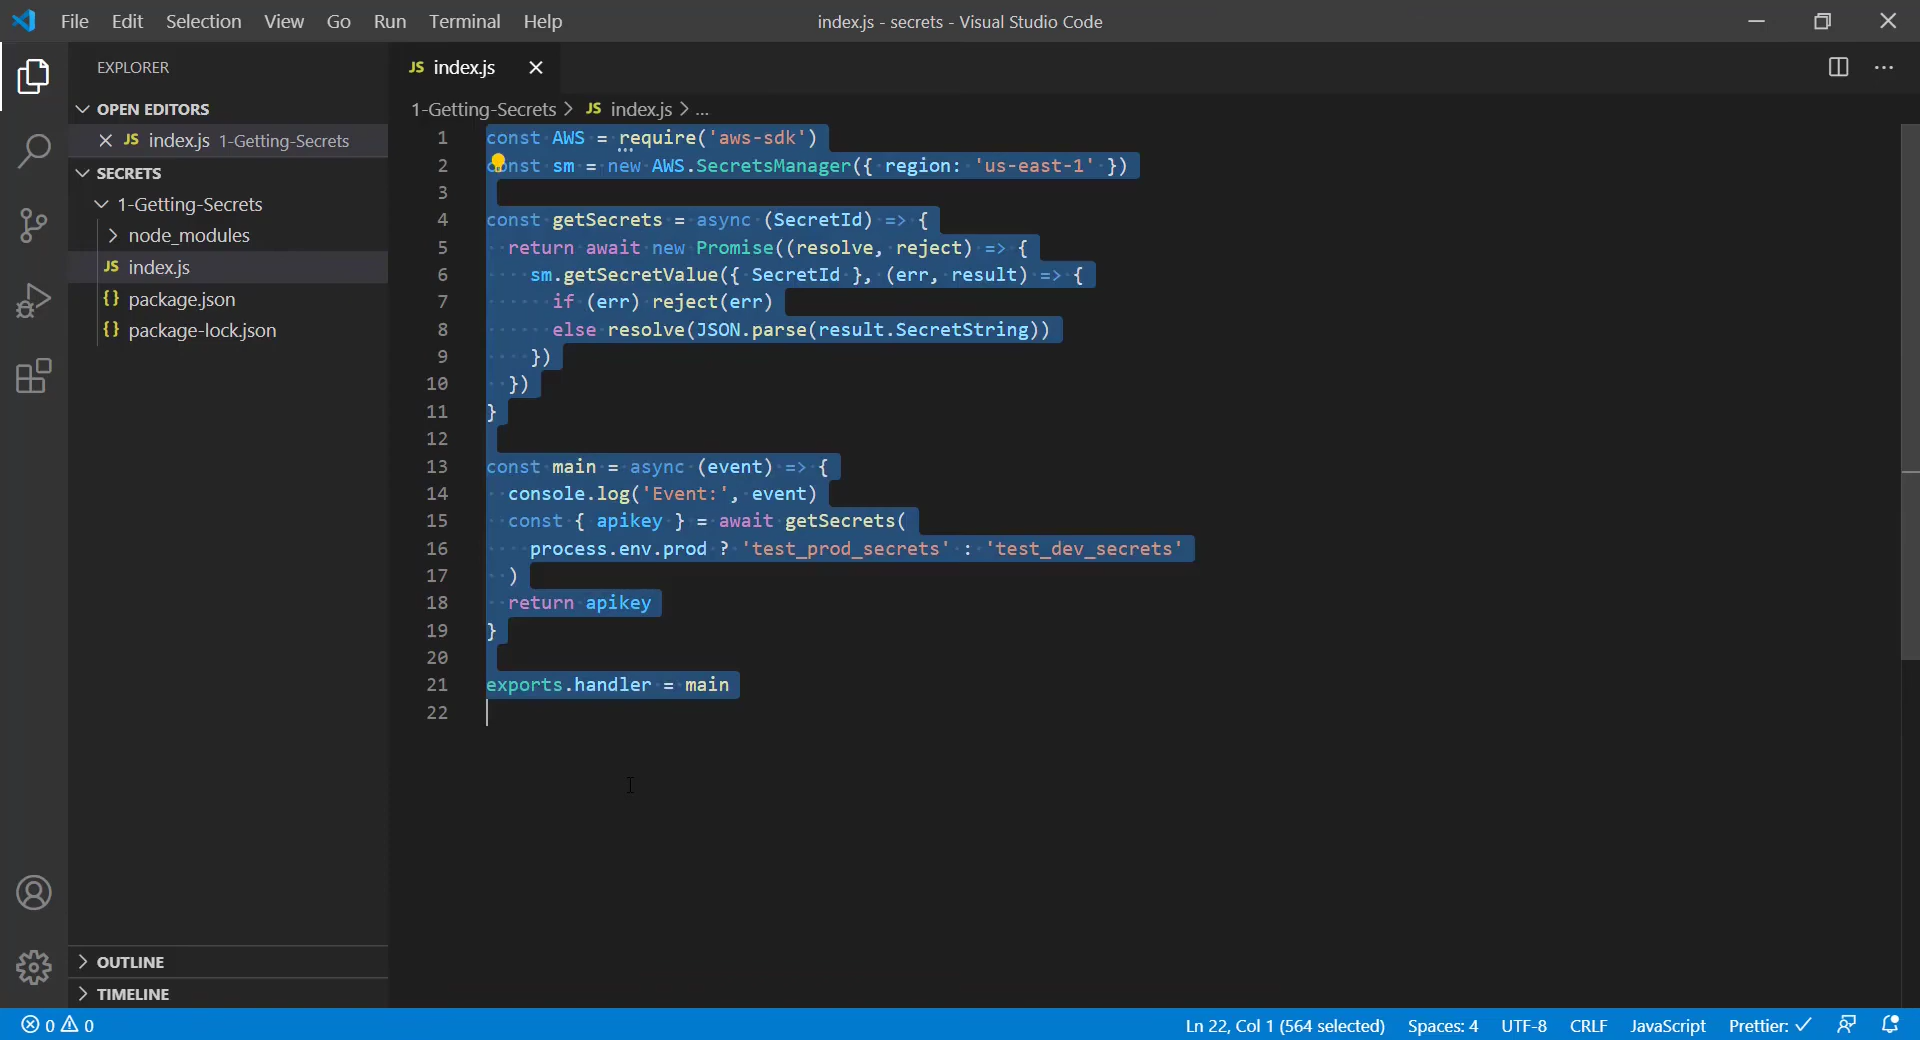 File Edit Selection View Go Run Terminal Help
index.js - secrets - Visual Studio Code
EXPLORER
OPEN EDITORS
JS index.js 1-Getting-Secrets
SECRETS
1-Getting-Secrets
node_modules
JS index.js
{} package.json
{} package-lock.json
OUTLINE
TIMELINE
JS index.js
1-Getting-Secrets > JS index.js > ...
1 const AWS = require('aws-sdk')
2 const sm = new AWS.SecretsManager({ region: 'us-east-1' })
3
4 const getSecrets = async (SecretId) => {
5 return await new Promise((resolve, reject) => {
6 sm.getSecretValue({ SecretId }, (err, result) => {
7 if (err) reject(err)
8 else resolve(JSON.parse(result.SecretString))
9 })
10 })
11 }
12
13 const main = async (event) => {
14 console.log('Event:', event)
15 const { apikey } = await getSecrets(
16 process.env.prod ? 'test_prod_secrets' : 'test_dev_secrets'
17 )
18 return apikey
19 }
20
21 exports.handler = main
22
0 0
Ln 22, Col 1 (564 selected) Spaces: 4 UTF-8 CRLF JavaScript Prettier: ✓